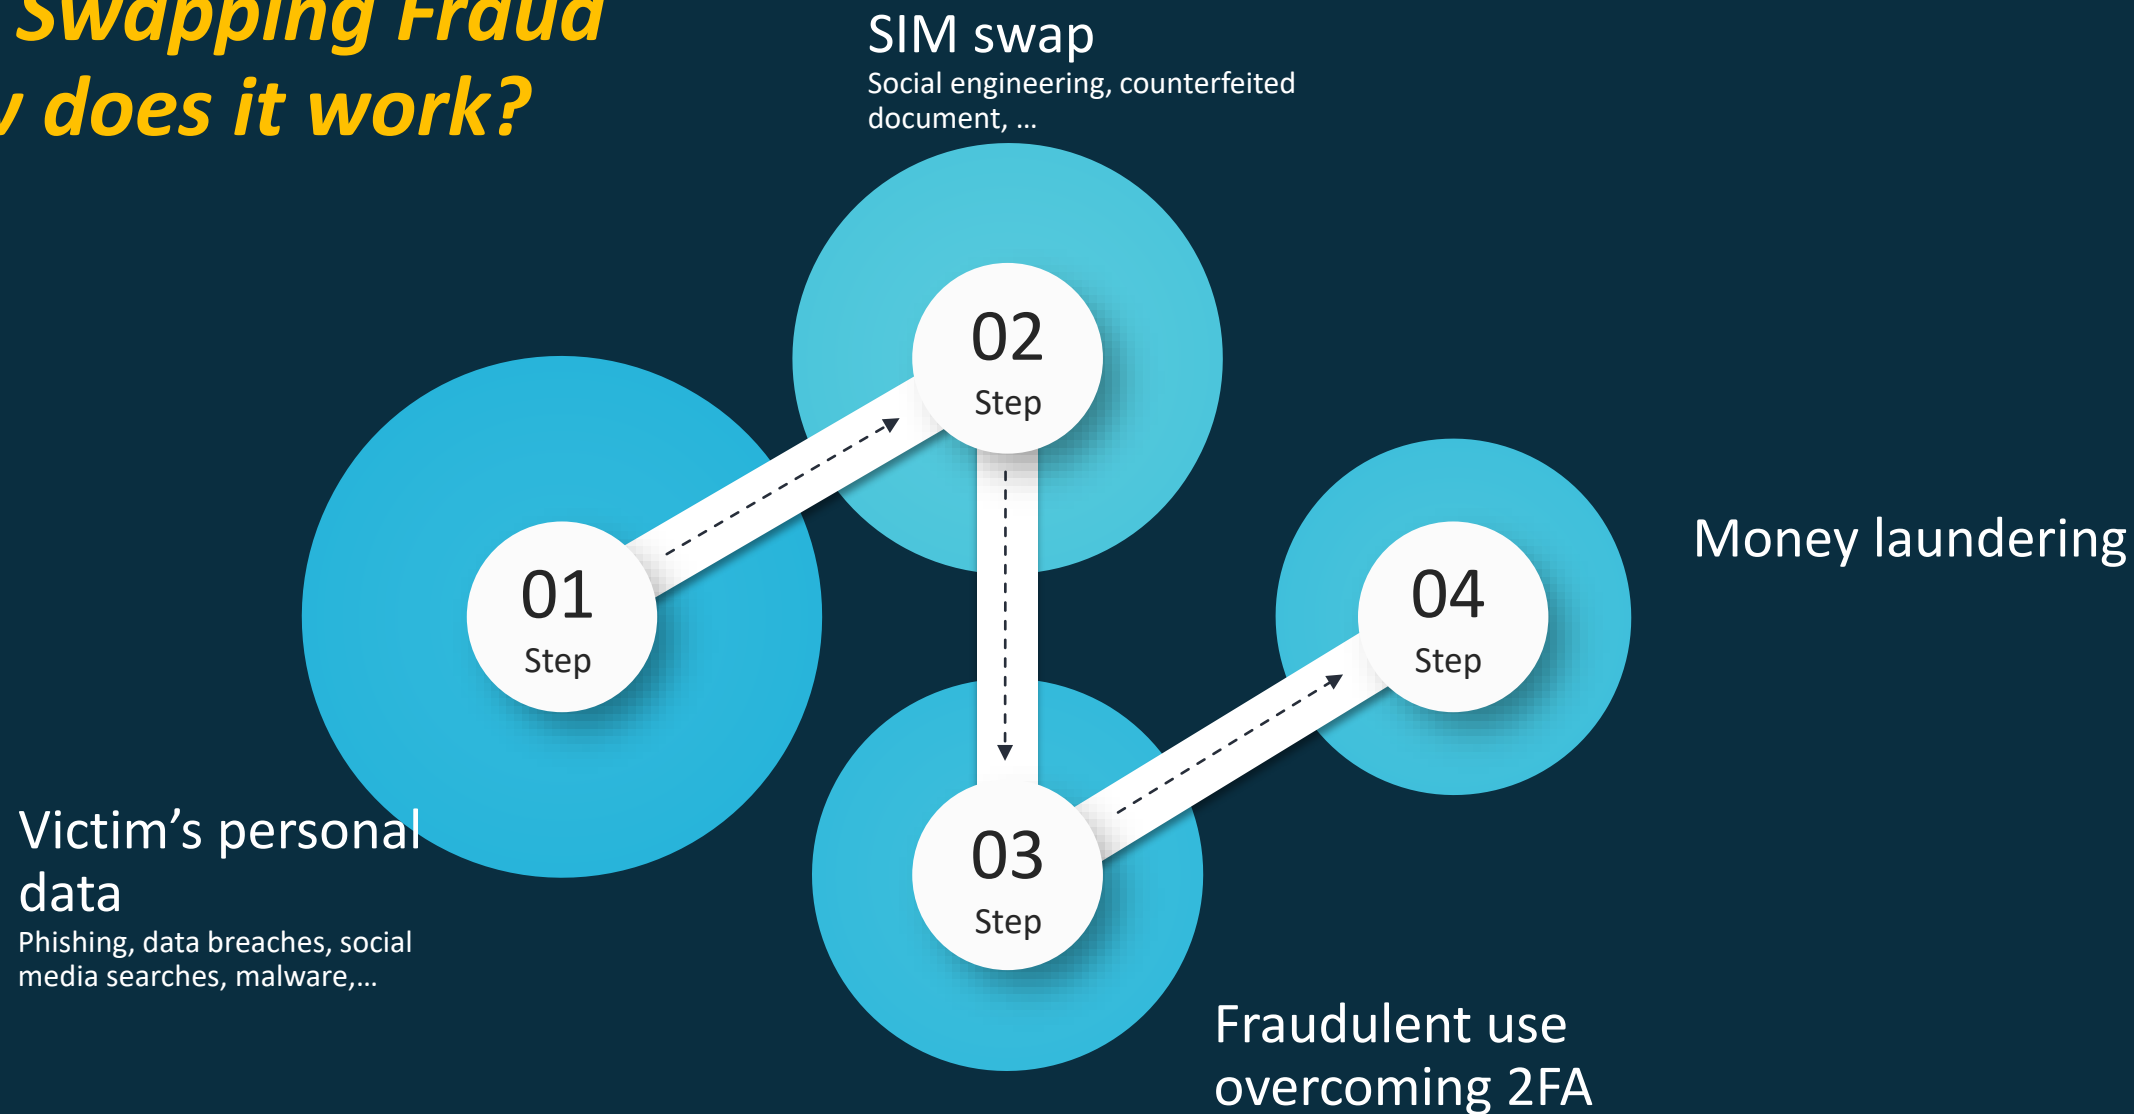 Swapping Fraud
does it work?
SIM swap
Social engineering, counterfeited
document, ...
02
Step
01
Step
04
Step
Money laundering
03
Step
Victim's personal
data
Phishing, data breaches, social
media searches, malware,...
Fraudulent use
overcoming 2FA